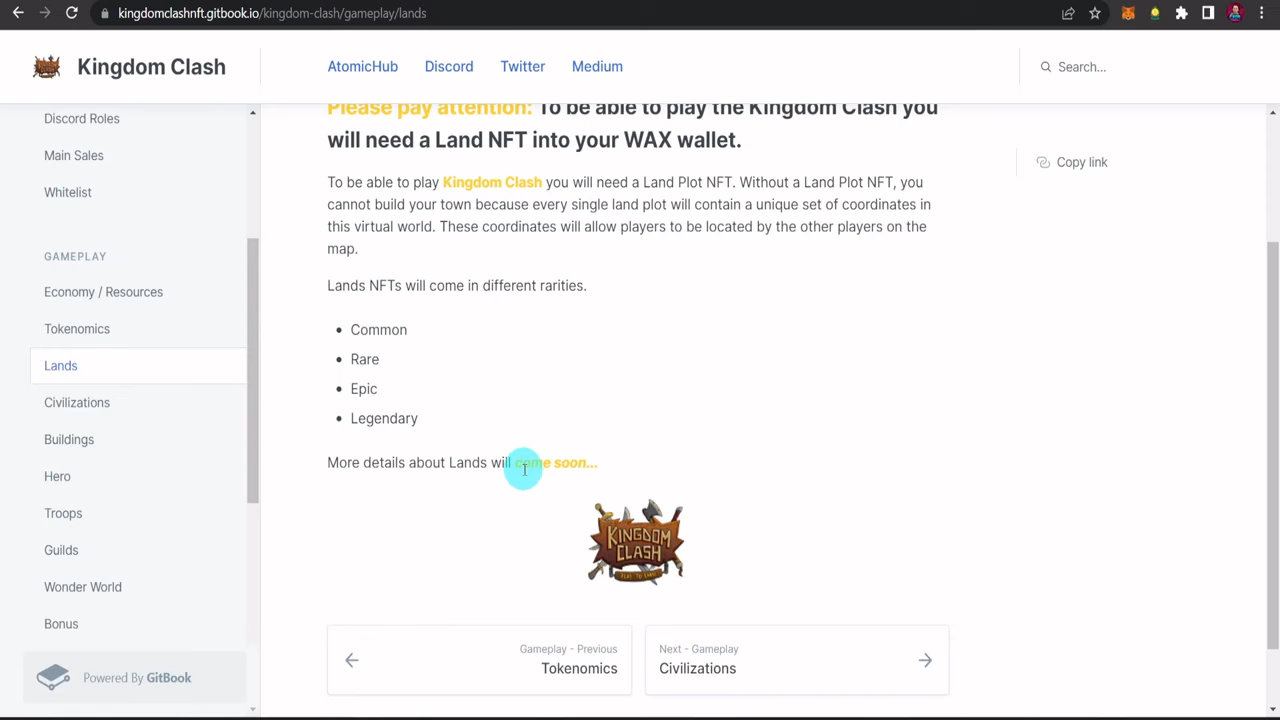 kingdomclashnft.gitbook.io/kingdom-clash/gameplay/lands
Kingdom Clash
AtomicHub Discord Twitter Medium
Search...
Discord Roles
Main Sales
Whitelist
GAMEPLAY
Economy / Resources
Tokenomics
Lands
Civilizations
Buildings
Hero
Troops
Guilds
Wonder World
Bonus
Powered By GitBook
Please pay attention: To be able to play the Kingdom Clash you
will need a Land NFT into your WAX wallet.
To be able to play Kingdom Clash you will need a Land Plot NFT. Without a Land Plot NFT, you
cannot build your town because every single land plot will contain a unique set of coordinates in
this virtual world. These coordinates will allow players to be located by the other players on the
map.
Lands NFTs will come in different rarities.
Common
Rare
Epic
Legendary
More details about Lands will come soon...
KINGDOM
CLASH
PLAY TO EARN
Gameplay - Previous
Tokenomics
Next - Gameplay
Civilizations
Copy link